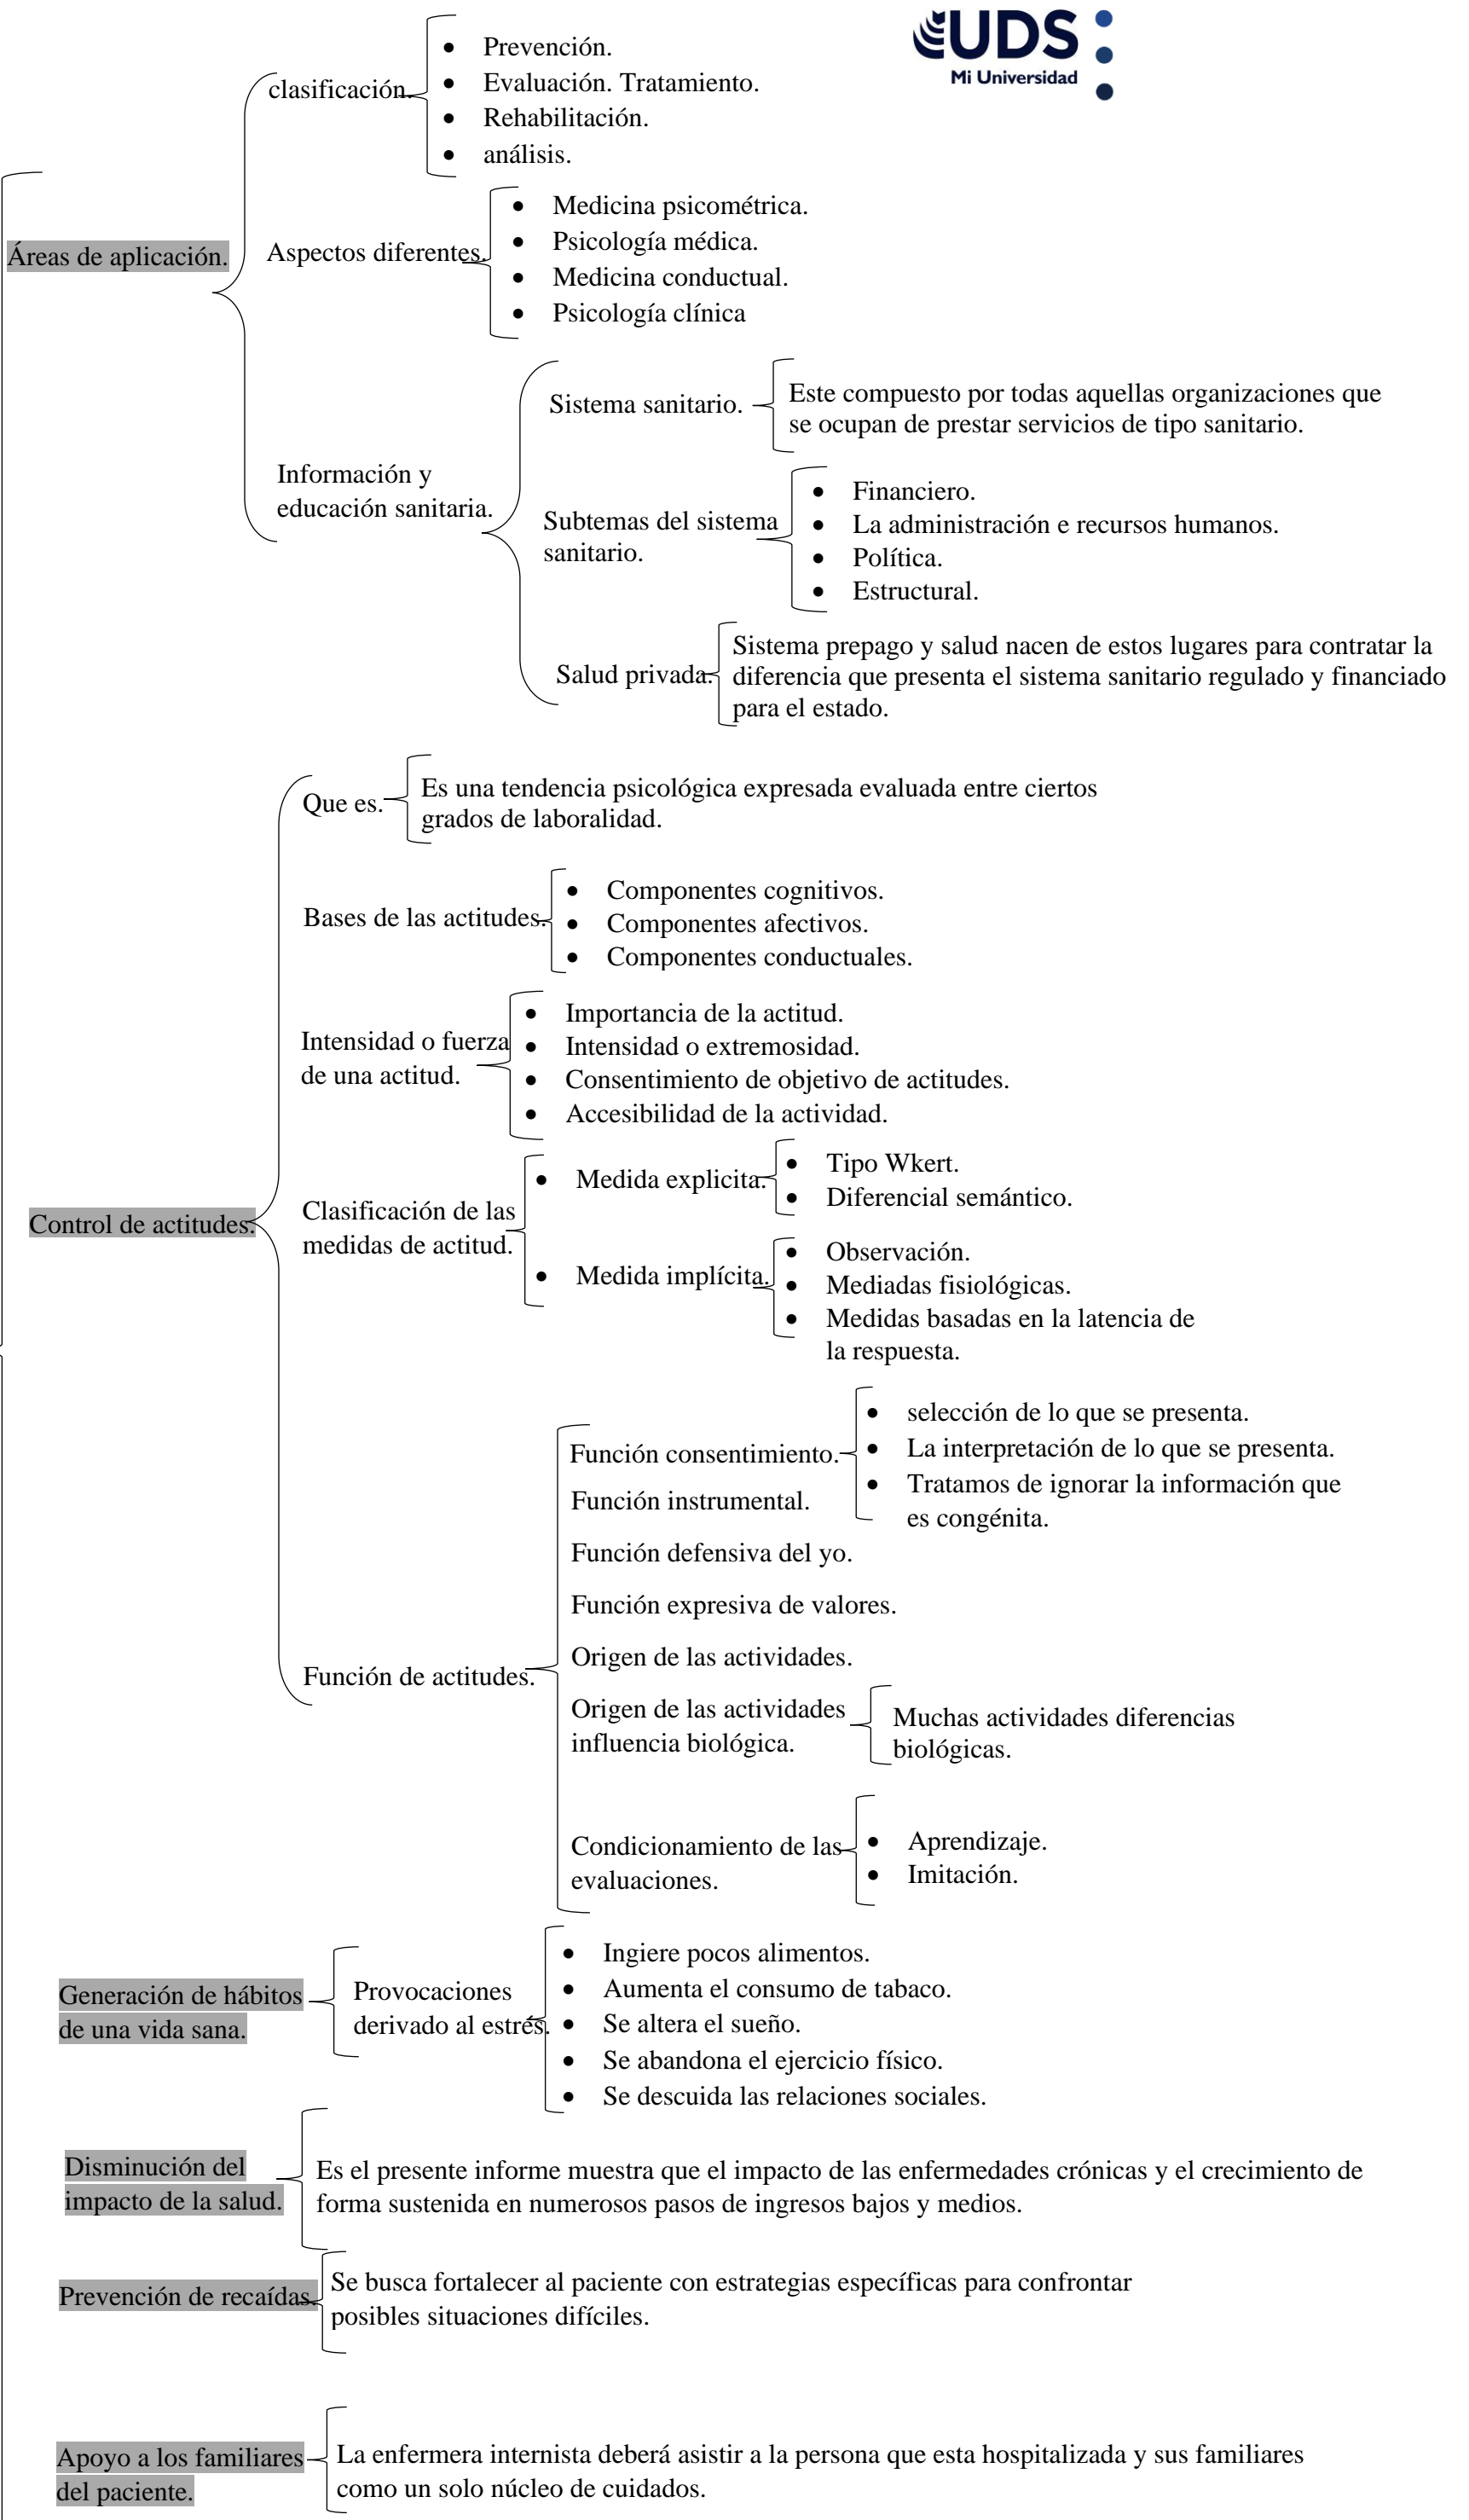 UDS
Mi Universidad
Áreas de aplicación.
clasificación.
• Prevención.
• Evaluación. Tratamiento.
• Rehabilitación.
• análisis.
Aspectos diferentes.
• Medicina psicométrica.
• Psicología médica.
• Medicina conductual.
• Psicología clínica
Información y
educación sanitaria.
Sistema sanitario.
Este compuesto por todas aquellas organizaciones que
se ocupan de prestar servicios de tipo sanitario.
Subtemas del sistema
sanitario.
• Financiero.
• La administración e recursos humanos.
• Política.
• Estructural.
Salud privada.
Sistema prepago y salud nacen de estos lugares para contratar la
diferencia que presenta el sistema sanitario regulado y financiado
para el estado.
Control de actitudes.
Que es.
Es una tendencia psicológica expresada evaluada entre ciertos
grados de laboralidad.
Bases de las actitudes.
• Componentes cognitivos.
• Componentes afectivos.
• Componentes conductuales.
Intensidad o fuerza
de una actitud.
• Importancia de la actitud.
• Intensidad o extremosidad.
• Consentimiento de objetivo de actitudes.
• Accesibilidad de la actividad.
Clasificación de las
medidas de actitud.
• Medida explicita.
• Tipo Wkert.
• Diferencial semántico.
• Medida implícita.
• Observación.
• Mediadas fisiológicas.
• Medidas basadas en la latencia de
la respuesta.
Función de actitudes.
Función consentimiento.
• selección de lo que se presenta.
• La interpretación de lo que se presenta.
• Tratamos de ignorar la información que
es congénita.
Función instrumental.
Función defensiva del yo.
Función expresiva de valores.
Origen de las actividades.
Origen de las actividades
influencia biológica.
Muchas actividades diferencias
biológicas.
Condicionamiento de las
evaluaciones.
• Aprendizaje.
• Imitación.
Generación de hábitos
de una vida sana.
Provocaciones
derivado al estrés.
• Ingiere pocos alimentos.
• Aumenta el consumo de tabaco.
• Se altera el sueño.
• Se abandona el ejercicio físico.
• Se descuida las relaciones sociales.
Disminución del
impacto de la salud.
Es el presente informe muestra que el impacto de las enfermedades crónicas y el crecimiento de
forma sustenida en numerosos pasos de ingresos bajos y medios.
Prevención de recaídas.
Se busca fortalecer al paciente con estrategias específicas para confrontar
posibles situaciones difíciles.
Apoyo a los familiares
del paciente.
La enfermera internista deberá asistir a la persona que esta hospitalizada y sus familiares
como un solo núcleo de cuidados.